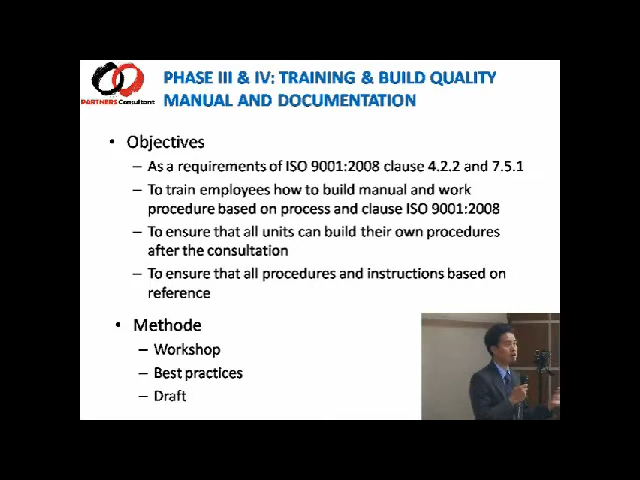 PARTNERS Consultant
PHASE III & IV: TRAINING & BUILD QUALITY
MANUAL AND DOCUMENTATION
• Objectives
– As a requirements of ISO 9001:2008 clause 4.2.2 and 7.5.1
– To train employees how to build manual and work
procedure based on process and clause ISO 9001:2008
– To ensure that all units can build their own procedures
after the consultation
– To ensure that all procedures and instructions based on
reference
• Methode
– Workshop
– Best practices
– Draft